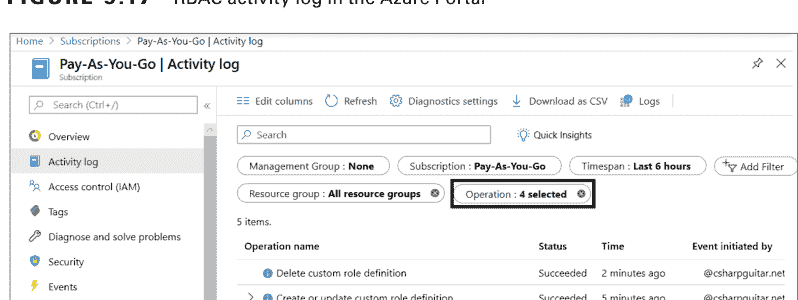 FIGURE 5.17 RBAC activity log in the Azure Portal
Home > Subscriptions > Pay-As-You-Go | Activity log
Pay-As-You-Go | Activity log
Subscription
Search (Ctrl+/)
«
Edit columns Refresh Diagnostics settings Download as CSV Logs
Overview
Search
Quick Insights
Activity log
Management Group : None Subscription : Pay-As-You-Go Timespan : Last 6 hours Add Filter
Access control (IAM)
Resource group : All resource groups Operation : 4 selected
Tags
5 items.
Diagnose and solve problems
Operation name Status Time Event initiated by
Security
Delete custom role definition Succeeded 2 minutes ago @csharpguitar.net
Events
> Create or update custom role definition Succeeded 5 minutes ago @csharpguitar.net